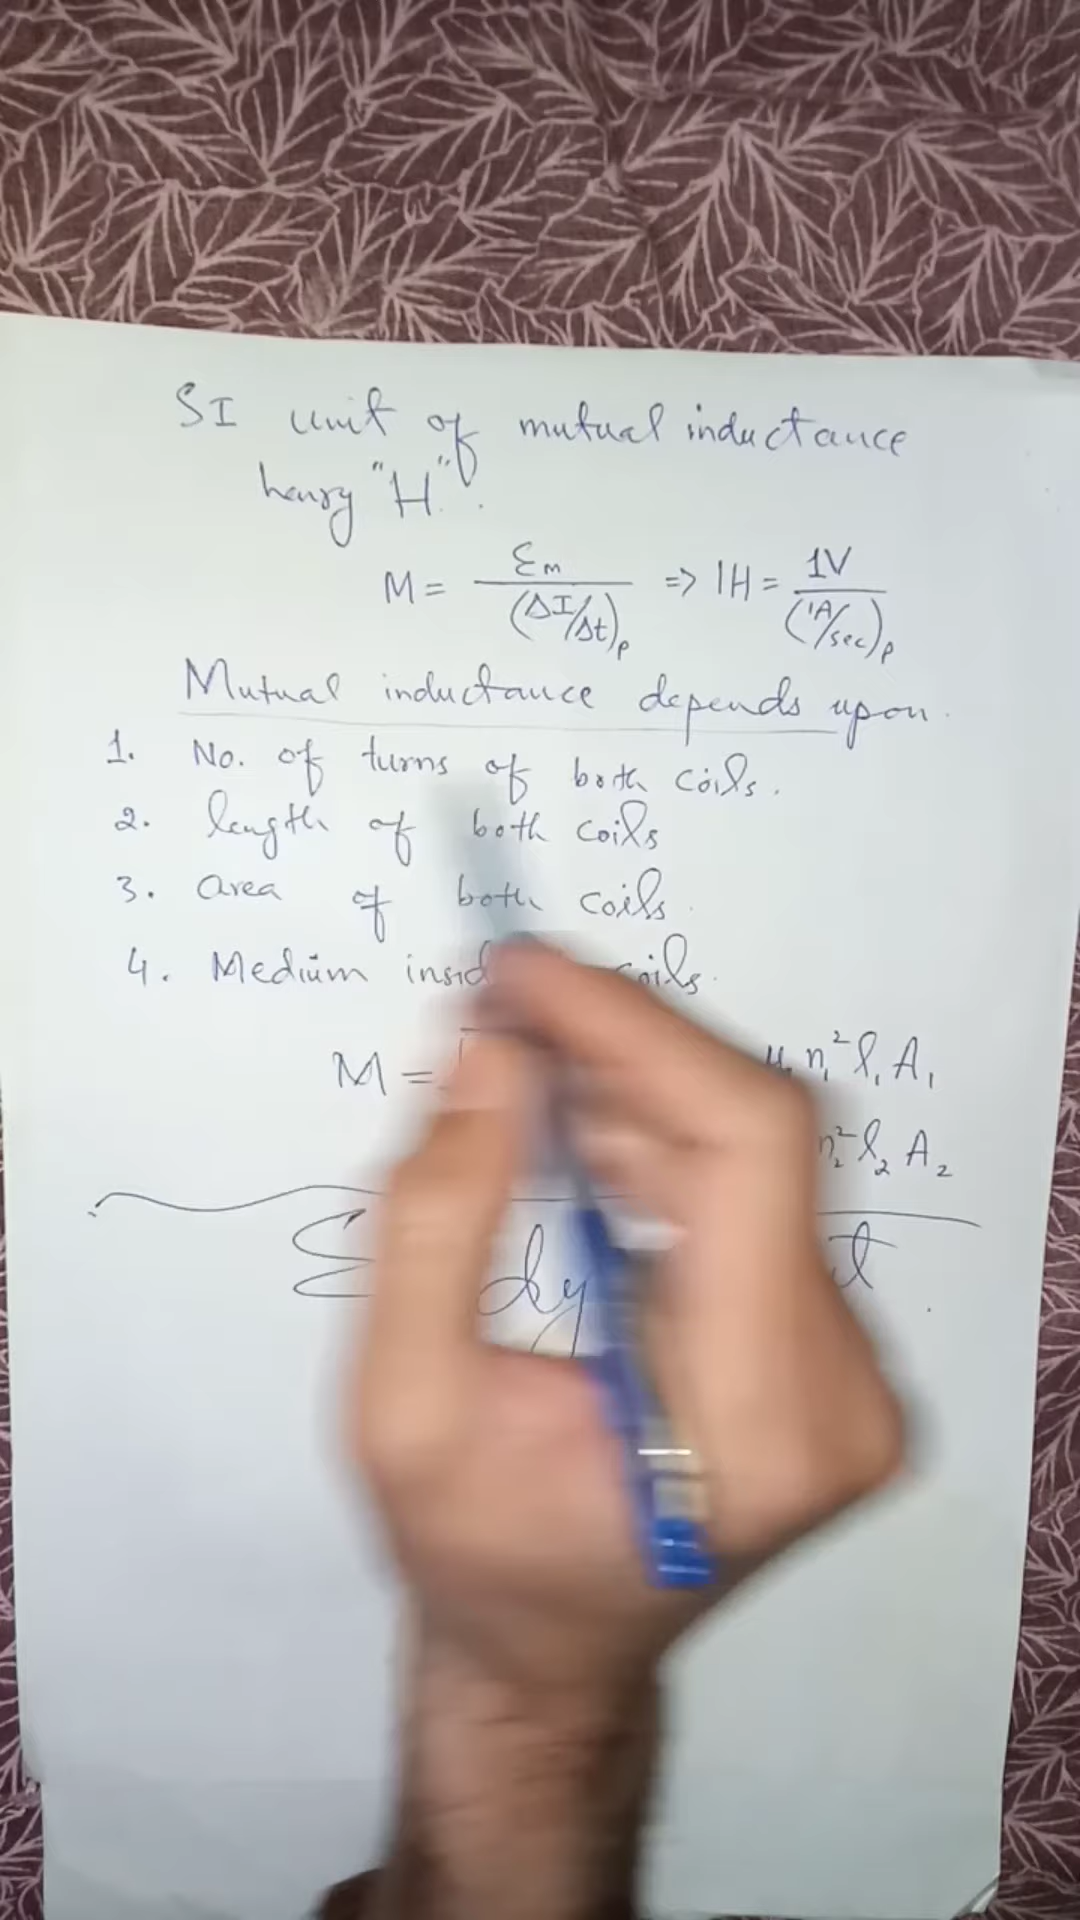 SI unit of mutual inductance
henry "H".
M = εm / (ΔI/Δt)p => 1H = 1V / (1A/sec)p
Mutual inductance depends upon.
1. No. of turns of both coils.
2. length of both coils
3. area of both coils.
4. Medium coils.
M = n₁² l₁ A₁
n₂² l₂ A₂